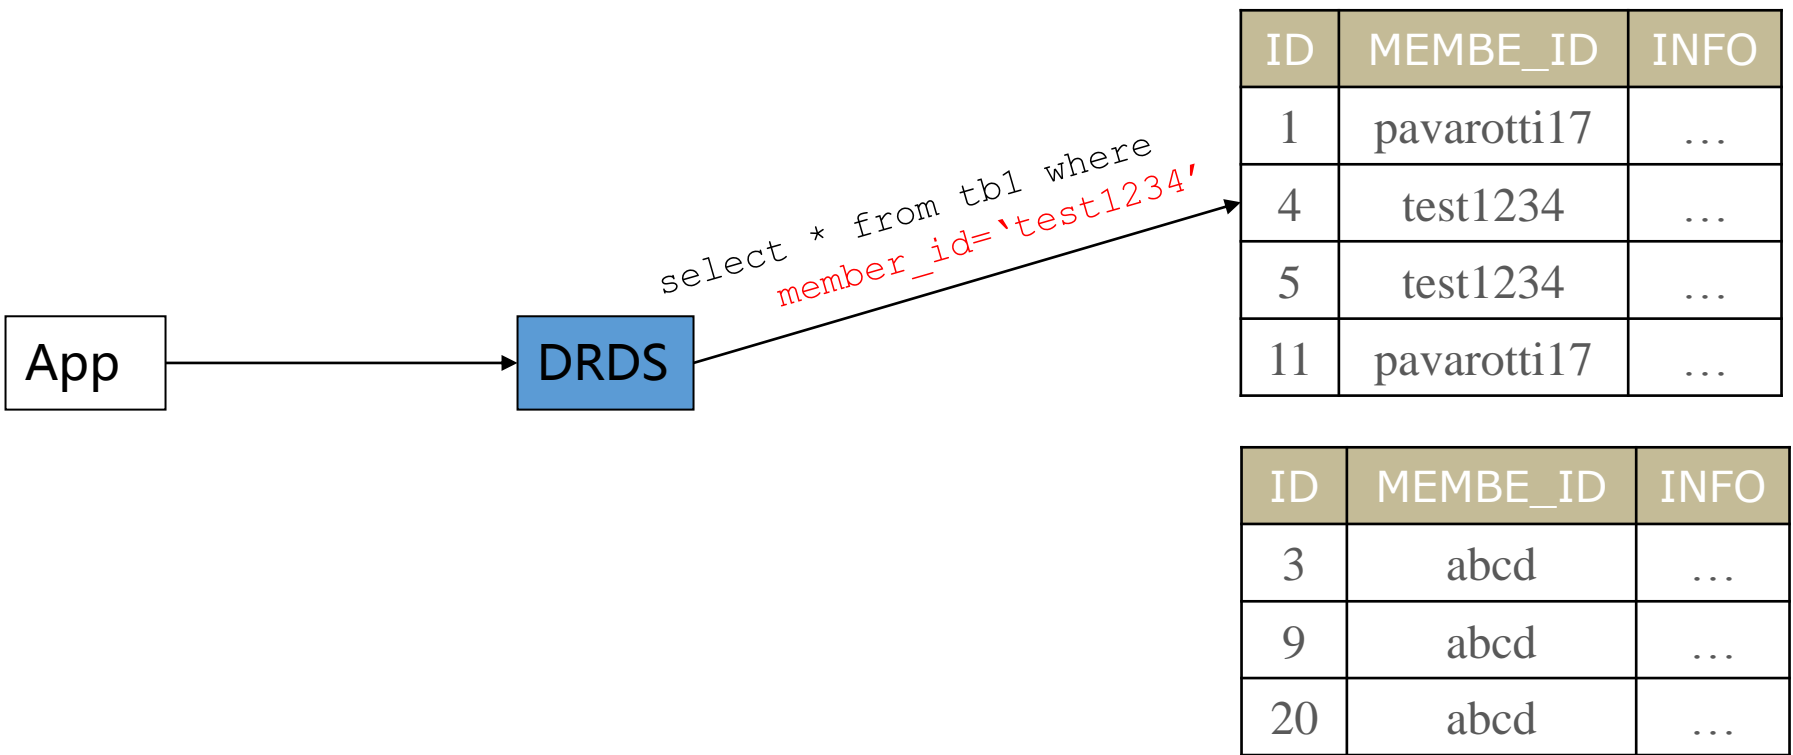 App
DRDS
select * from tb1 where
member_id=‘test1234’
ID MEMBE_ID INFO
1 pavarotti17 …
4 test1234 …
5 test1234 …
11 pavarotti17 …
ID MEMBE_ID INFO
3 abcd …
9 abcd …
20 abcd …